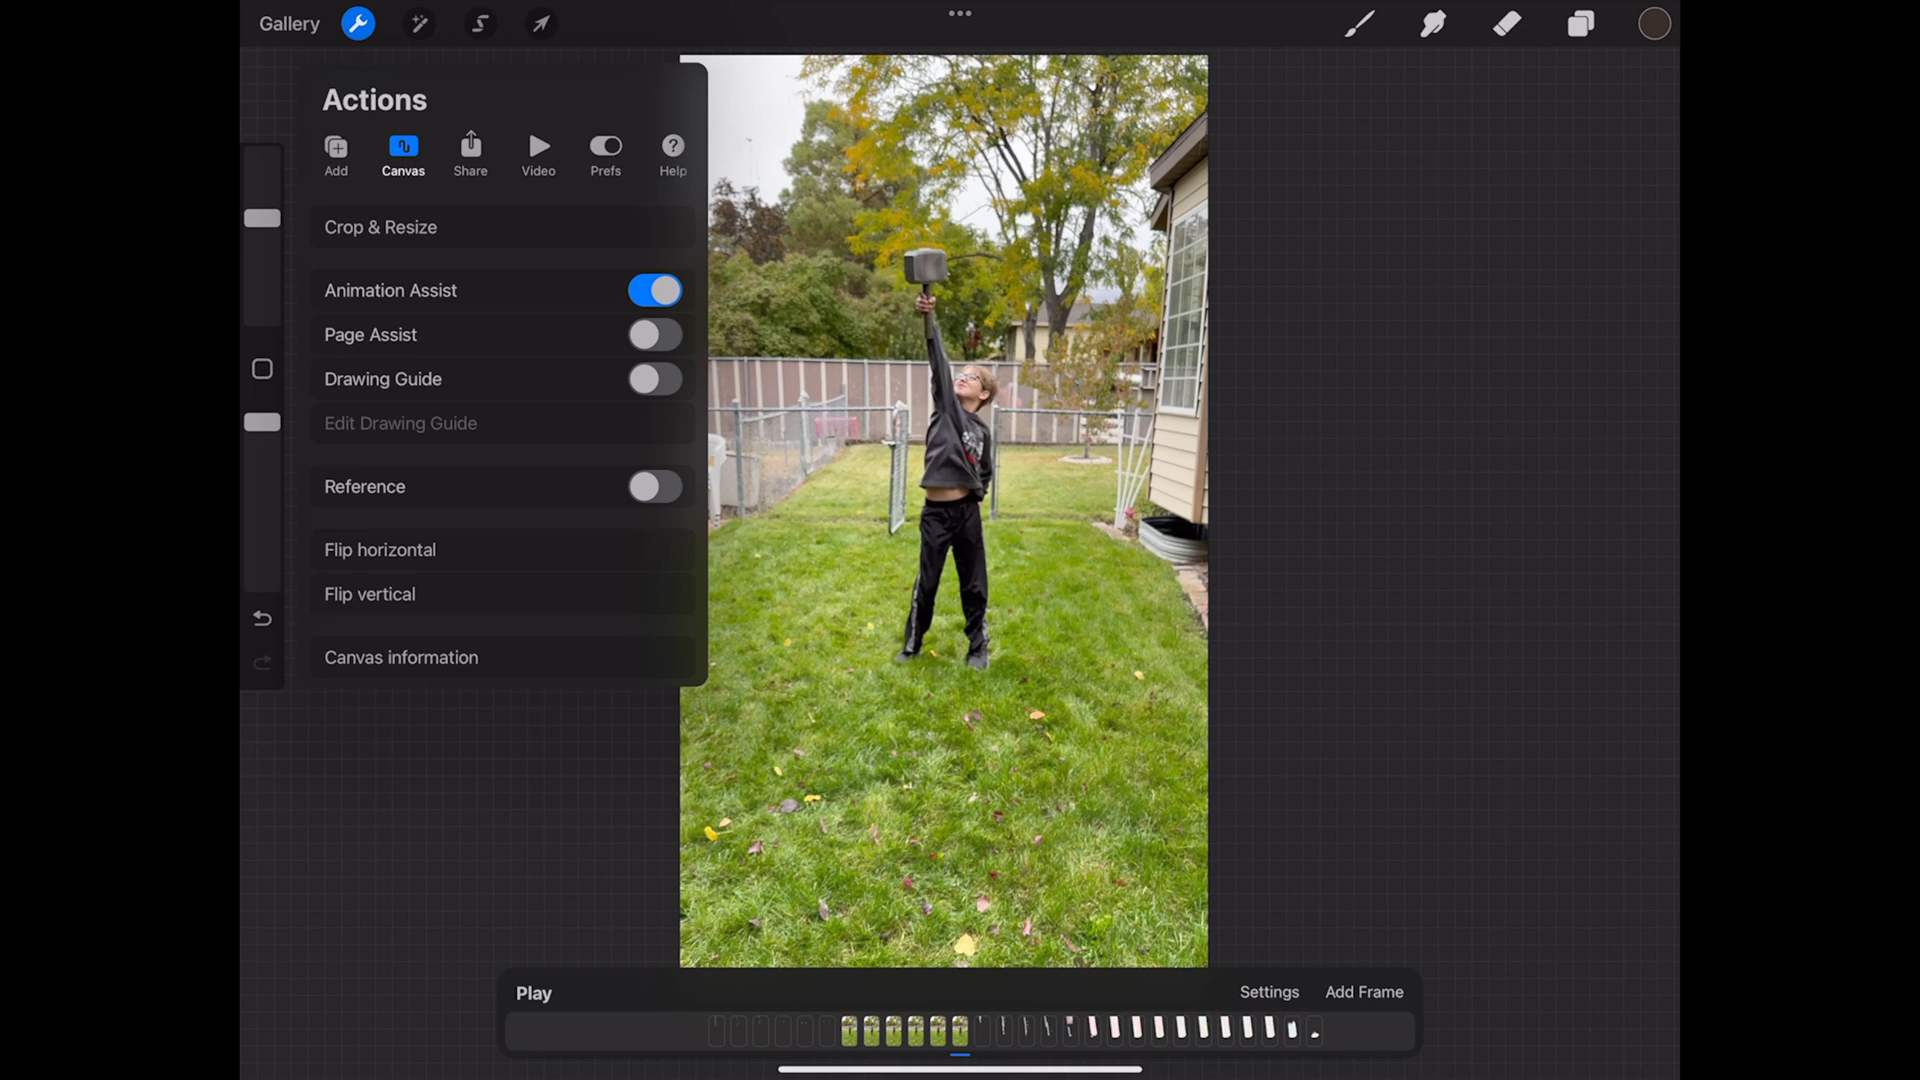 Gallery
Actions
Add
Canvas
Share
Video
Prefs
Help
Crop & Resize
Animation Assist
Page Assist
Drawing Guide
Edit Drawing Guide
Reference
Flip horizontal
Flip vertical
Canvas information
Play
Settings
Add Frame